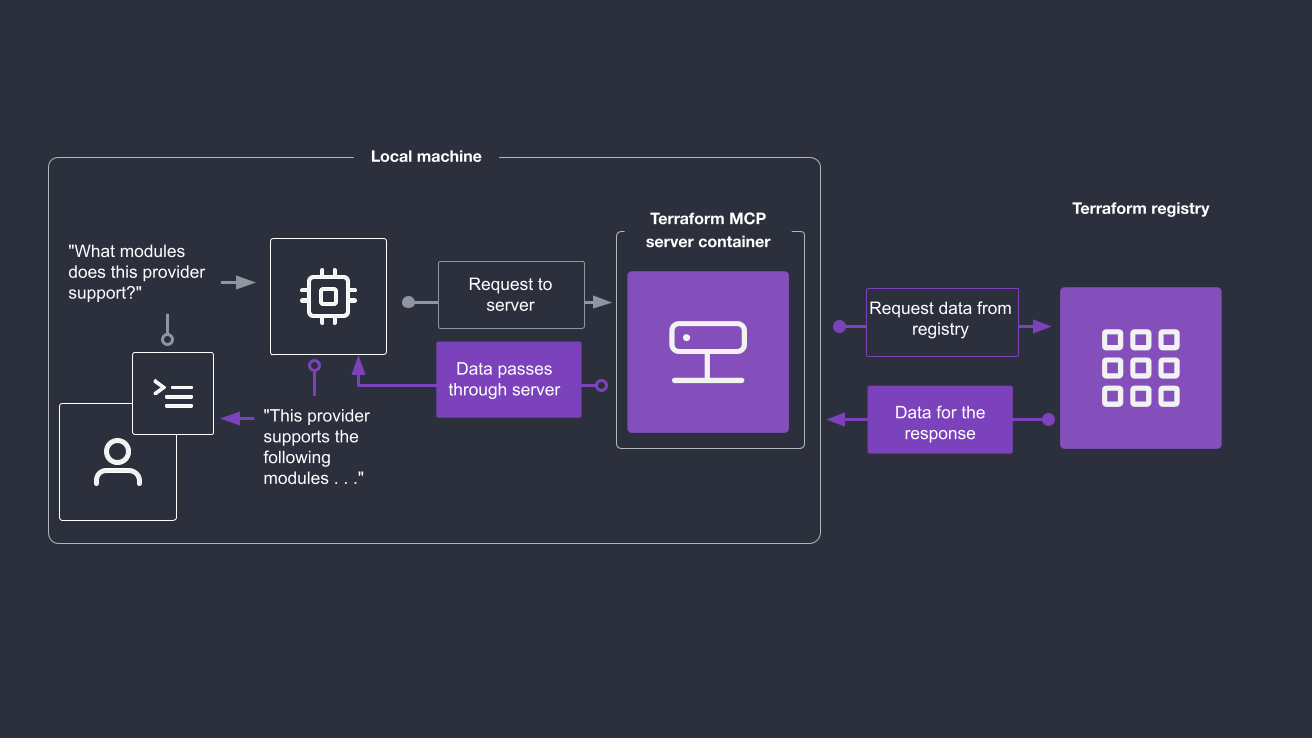 Local machine
Terraform MCP
server container
Terraform registry
"What modules
does this provider
support?"
Request to
server
Request data from
registry
Data passes
through server
Data for the
response
"This provider
supports the
following
modules . . ."